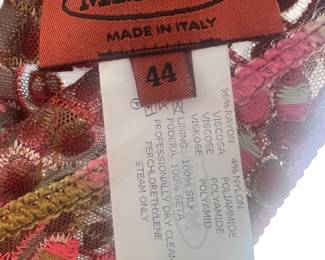 MADE IN ITALY
44
96% RAYON 4% NYLON
VISCOSA POLIAMMIDE
VISKOSE POLYAMID
VISCOSE POLYAMIDE
LINING: 100% SILK
FODERA: 100% SETA
PROFESSIONALLY DRY CLEAN
PERCHLORETHYLENE
STEAM ONLY